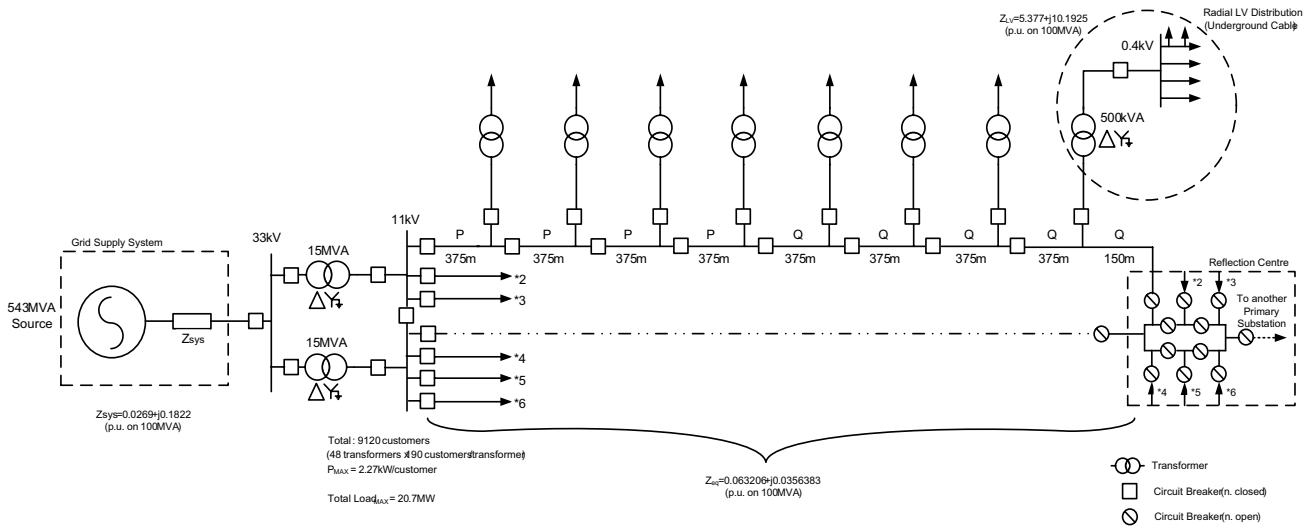 Z_LV=5.377+j10.1925
(p.u. on 100MVA)
Radial LV Distribution
(Underground Cable)
0.4kV
500kVA
33kV
11kV
Grid Supply System
15MVA
P
P
P
P
Q
Q
Q
Q
Q
375m
375m
375m
375m
375m
375m
375m
375m
150m
Reflection Centre
*2
*3
*2
*3
To another
Primary
Substation
543MVA
Source
Zsys
15MVA
*4
*5
*6
*4
*5
*6
Zsys=0.0269+j0.1822
(p.u. on 100MVA)
Total: 9120 customers
(48 transformers x190 customers/transformer)
P_MAX = 2.27kW/customer
Total Load_MAX = 20.7MW
Z_eq=0.063206+j0.0356383
(p.u. on 100MVA)
Transformer
Circuit Breaker(n. closed)
Circuit Breaker(n. open)